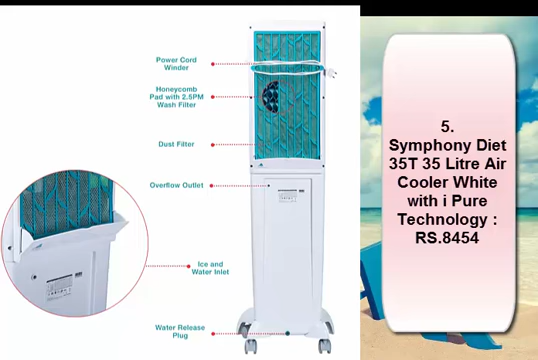 Power Cord
Winder
Honeycomb
Pad with 2.5PM
Wash Filter
Dust Filter
Overflow Outlet
Ice and
Water Inlet
Water Release
Plug
5.
Symphony Diet
35T 35 Litre Air
Cooler White
with i Pure
Technology :
RS.8454